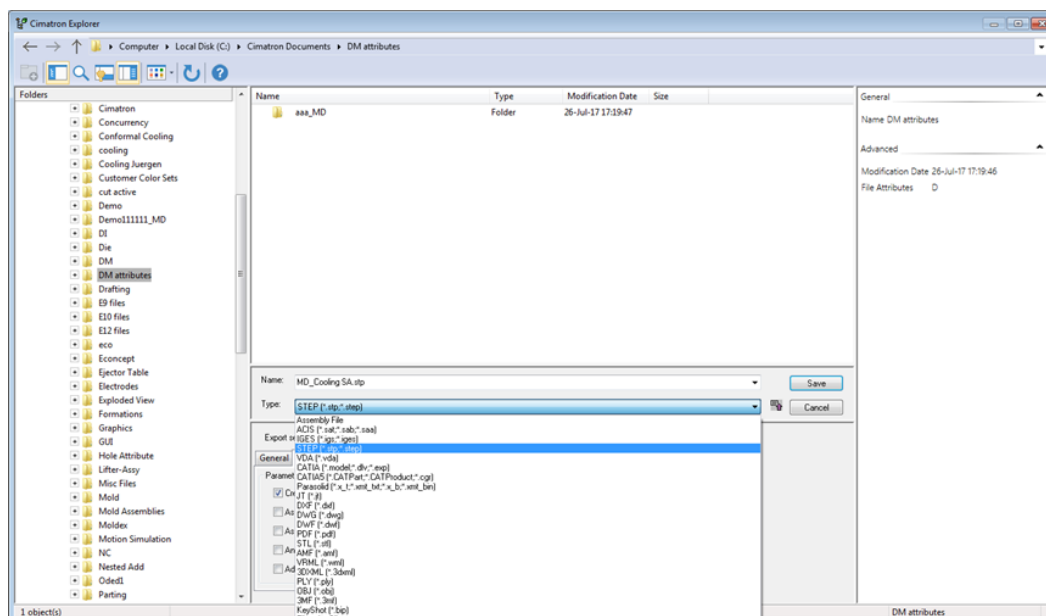 Cimatron Explorer
Computer Local Disk (C:) Cimatron Documents DM attributes
Folders
Cimatron
Concurrency
Conformal Cooling
cooling
Cooling Juergen
Customer Color Sets
cut active
Demo
Demo111111_MD
DI
Die
DM
DM attributes
Drafting
E9 files
E10 files
E12 files
eco
Econcept
Ejector Table
Electrodes
Exploded View
Formations
Graphics
GUI
Hole Attribute
Lifter-Assy
Misc Files
Mold
Mold Assemblies
Moldex
Motion Simulation
NC
Nested Add
Oded1
Parting
Name Type Modification Date Size
aaa_MD Folder 26-Jul-17 17:19:47
General
Name DM attributes
Advanced
Modification Date 26-Jul-17 17:19:46
File Attributes D
Name: MD_Cooling SA.stp Save
Type: STEP (*.stp;*.step) Cancel
Assembly File
ACIS (*.sat;*.sab;*.saa)
IGES (*.igs;*.iges)
STEP (*.stp;*.step)
VDA (*.vda)
CATIA (*.model;*.dlv;*.exp)
CATIA5 (*.CATPart;*.CATProduct;*.cgr)
Parasolid (*.x_t;*.xmt_txt;*.x_b;*.xmt_bin)
JT (*.jt)
DXF (*.dxf)
DWG (*.dwg)
DWF (*.dwf)
PDF (*.pdf)
STL (*.stl)
AMF (*.amf)
VRML (*.wrl)
3DXML (*.3dxml)
PLY (*.ply)
OBJ (*.obj)
3MF (*.3mf)
KeyShot (*.bip)
Export
General
1 object(s) DM attributes